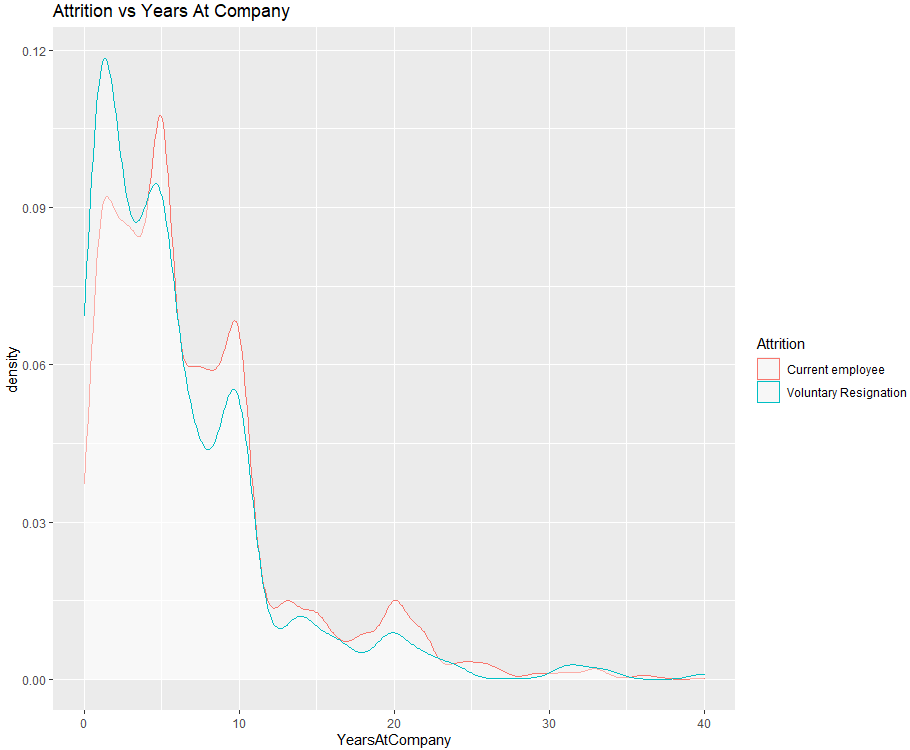 Attrition vs Years At Company
0.12
0.09
0.06
0.03
0.00
density
0
10
20
30
40
YearsAtCompany
Attrition
Current employee
Voluntary Resignation